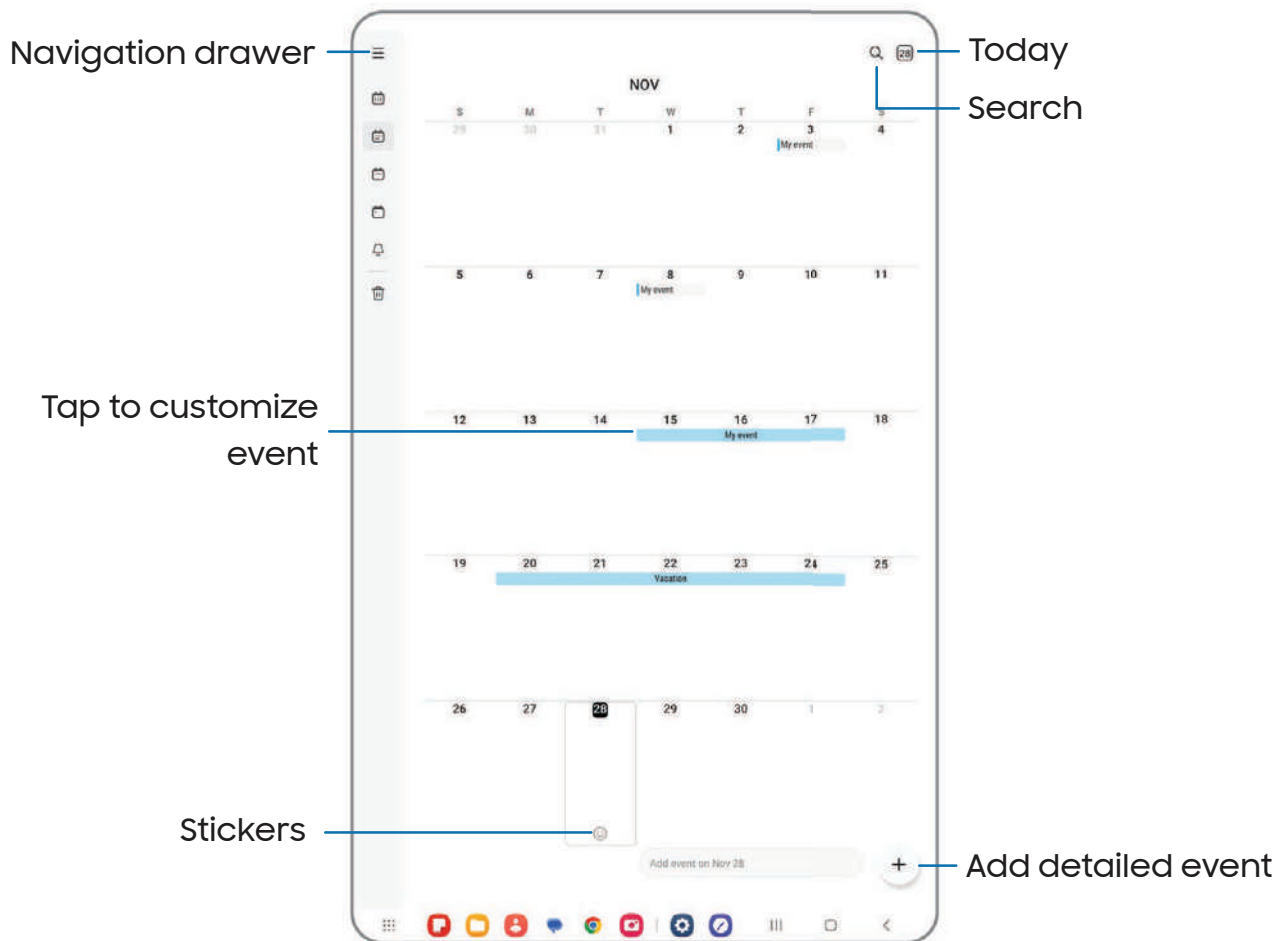 Navigation drawer
Today
28
Search
NOV
S M T W T F S
29 30 31 1 2 3 4
My event
5 6 7 8 9 10 11
My event
Tap to customize
event
12 13 14 15 16 17 18
My event
19 20 21 22 23 24 25
Vacation
26 27 28 29 30 1 2
Stickers
Add event on Nov 28
Add detailed event